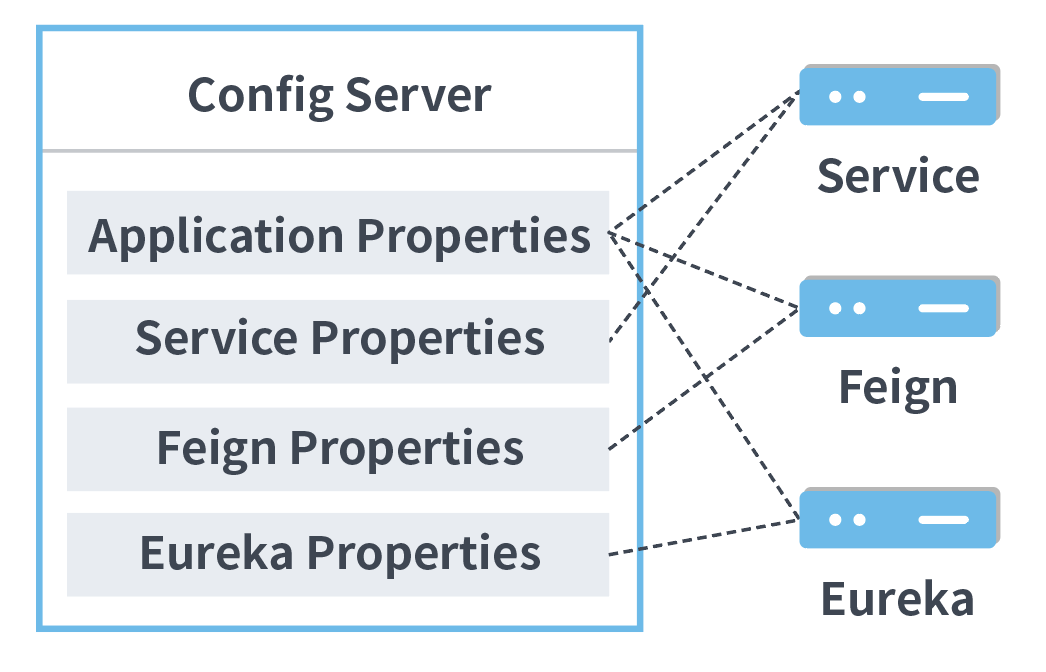 Config Server
Application Properties
Service Properties
Feign Properties
Eureka Properties
Service
Feign
Eureka